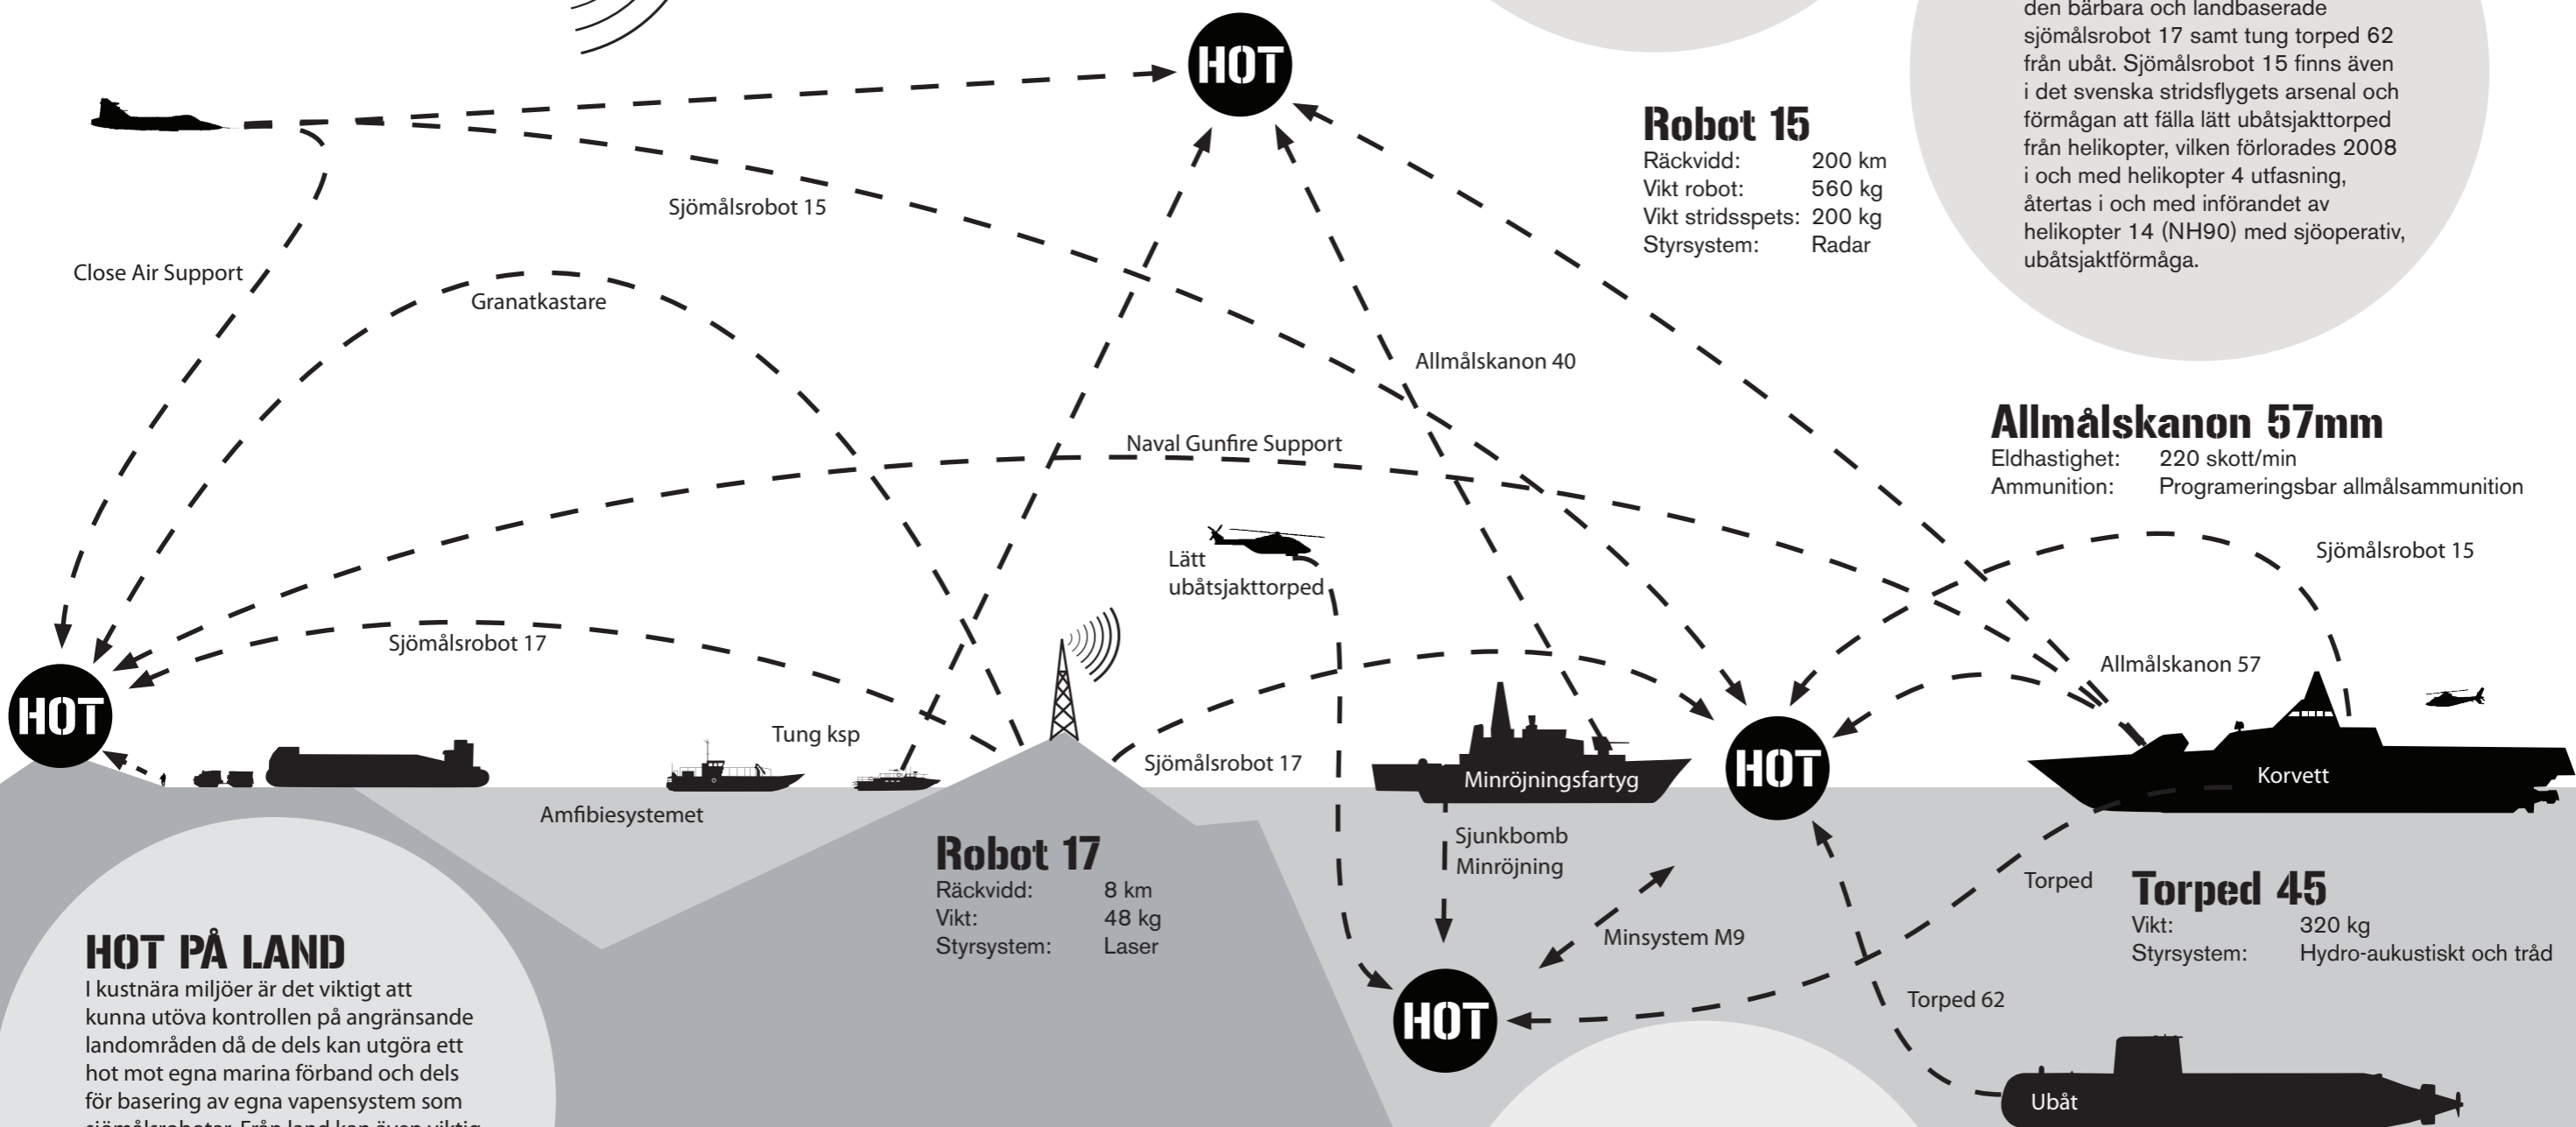 den bärbara och landbaserade
sjömålsrobot 17 samt tung torped 62
från ubåt. Sjömålsrobot 15 finns även
i det svenska stridsflygets arsenal och
förmågan att fälla lätt ubåtsjakttorped
från helikopter, vilken förlorades 2008
i och med helikopter 4 utfasning,
återtas i och med införandet av
helikopter 14 (NH90) med sjöoperativ,
ubåtsjaktförmåga.
HOT
Robot 15
Räckvidd: 200 km
Vikt robot: 560 kg
Vikt stridsspets: 200 kg
Styrsystem: Radar
Sjömålsrobot 15
Close Air Support
Granatkastare
Allmålskanon 40
Naval Gunfire Support
Allmålskanon 57mm
Eldhastighet: 220 skott/min
Ammunition: Programeringsbar allmålsammunition
Sjömålsrobot 15
Lätt
ubåtsjakttorped
Sjömålsrobot 17
Allmålskanon 57
HOT
Tung ksp
Sjömålsrobot 17
Minröjningsfartyg
HOT
Korvett
Amfibiesystemet
Robot 17
Räckvidd: 8 km
Vikt: 48 kg
Styrsystem: Laser
Sjunkbomb
Minröjning
Minsystem M9
Torped
Torped 45
Vikt: 320 kg
Styrsystem: Hydro-aukustiskt och tråd
HOT
Torped 62
Ubåt
HOT PÅ LAND
I kustnära miljöer är det viktigt att
kunna utöva kontrollen på angränsande
landområden då de dels kan utgöra ett
hot mot egna marina förband och dels
för basering av egna vapensystem som
sjömålsrobotar. Från land kan även viktig